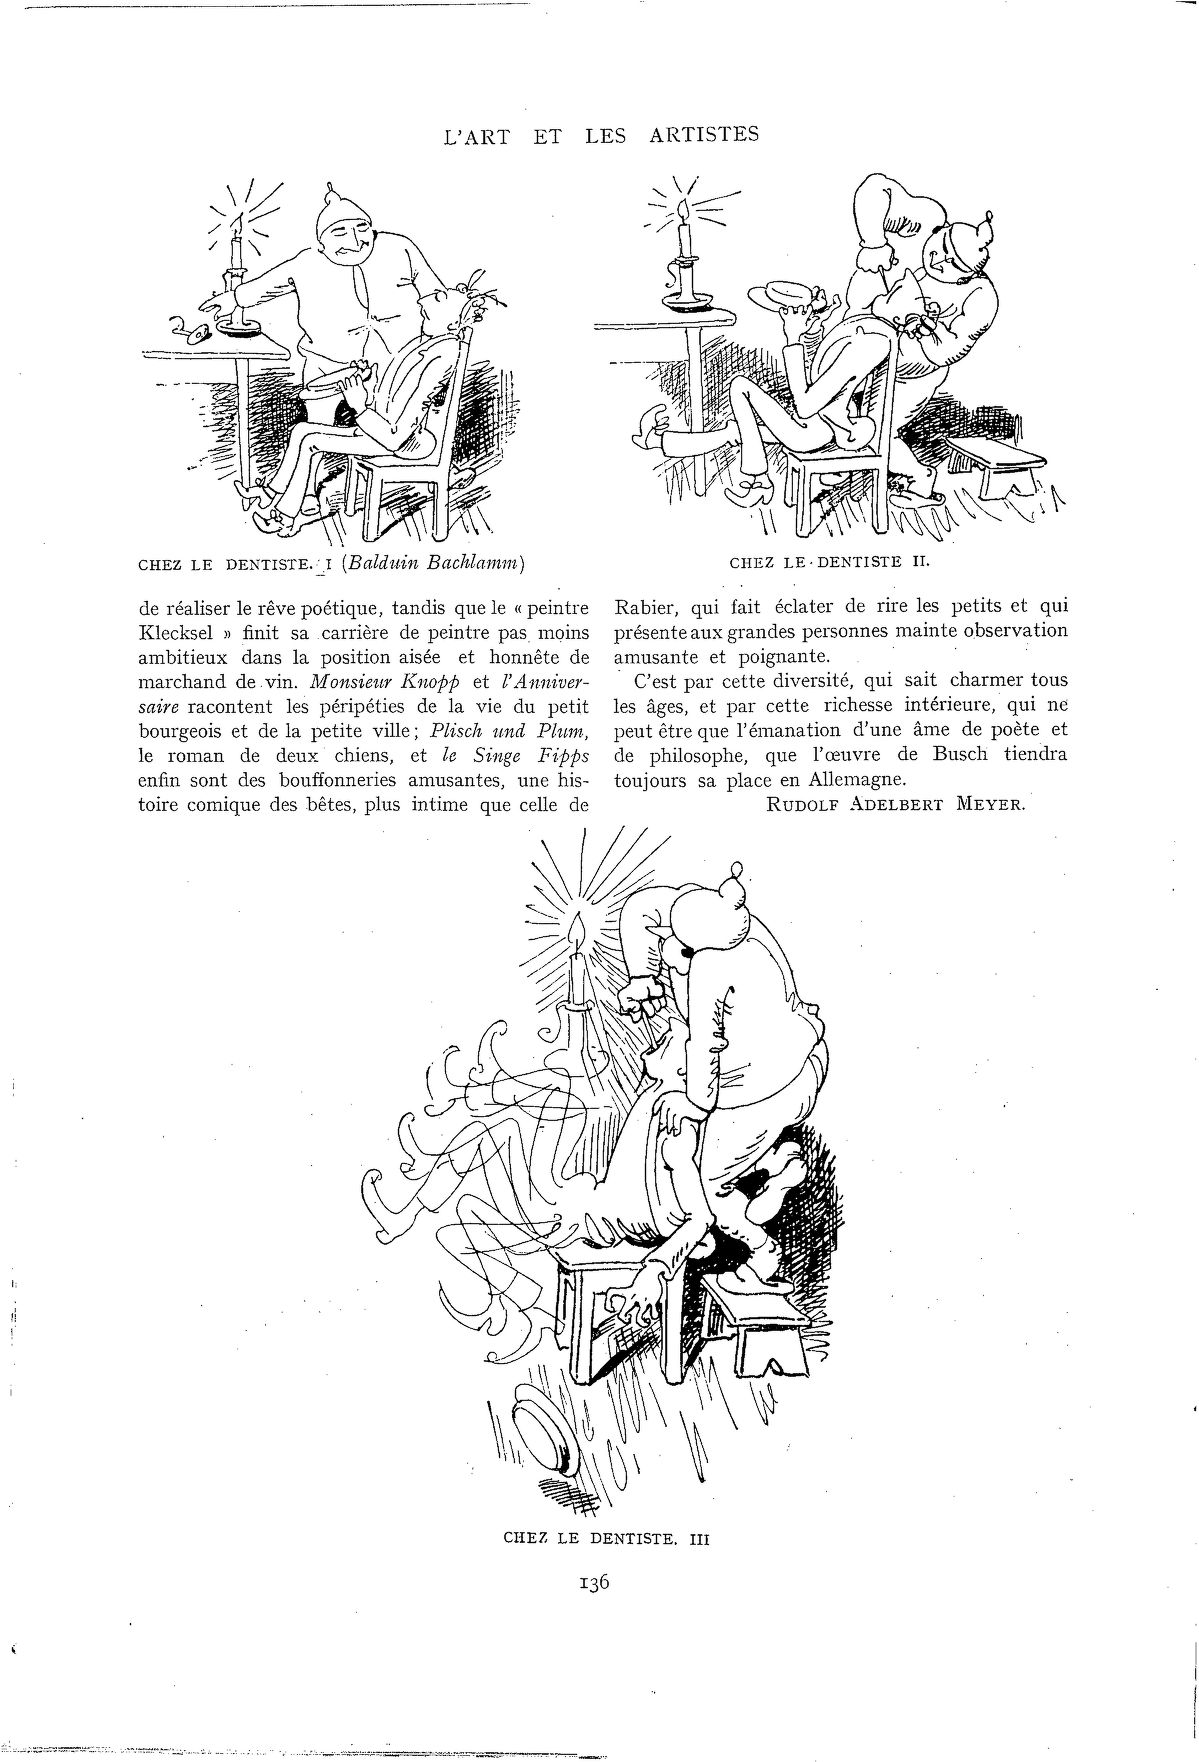 L'ART ET LES ARTISTES
CHEZ LE DENTISTE. I (Balduin Bachlamm)
CHEZ LE DENTISTE II.
de réaliser le rêve poétique, tandis que le « peintre
Klecksel » finit sa carrière de peintre pas moins
ambitieux dans la position aisée et honnête de
marchand de vin. Monsieur Knopp et l'Anniver-
saire racontent les péripéties de la vie du petit
bourgeois et de la petite ville ; Plisch und Plum,
le roman de deux chiens, et le Singe Fipps
enfin sont des bouffonneries amusantes, une his-
toire comique des bêtes, plus intime que celle de
Rabier, qui fait éclater de rire les petits et qui
présente aux grandes personnes mainte observation
amusante et poignante.
C'est par cette diversité, qui sait charmer tous
les âges, et par cette richesse intérieure, qui ne
peut être que l'émanation d'une âme de poète et
de philosophe, que l'œuvre de Busch tiendra
toujours sa place en Allemagne.
RUDOLF ADELBERT MEYER.
CHEZ LE DENTISTE. III
136